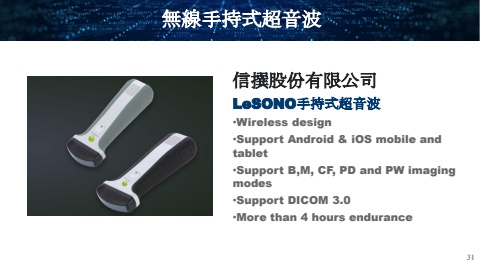 無線手持式超音波
信撰股份有限公司
LeSONO手持式超音波
•Wireless design
•Support Android & iOS mobile and
tablet
•Support B,M, CF, PD and PW imaging
modes
•Support DICOM 3.0
•More than 4 hours endurance
31